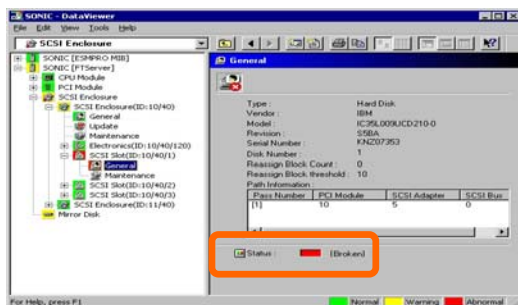 SONIC - DataViewer
File Edit View Tools Help
SCSI Enclosure
SONIC [ESMPRO MIB]
SONIC [FTServer]
CPU Module
PCI Module
SCSI Enclosure
SCSI Enclosure(ID:10/40)
General
Update
Maintenance
Electronics(ID:10/40/120)
SCSI Slot(ID:10/40/1)
General
Maintenance
SCSI Slot(ID:10/40/2)
SCSI Slot(ID:10/40/3)
SCSI Enclosure(ID:11/40)
Mirror Disk
General
Type : Hard Disk
Vendor : IBM
Model : IC35L009UCD210-0
Revision : S5BA
Serial Number : KNZ07353
Disk Number : 1
Reassign Block Count : 0
Reassign Block threshold : 10
Path Information :
Pass Number PCI Module SCSI Adapter SCSI Bus
[1] 10 5 0
Status : [Broken]
For Help, press F1
Normal Warning Abnormal